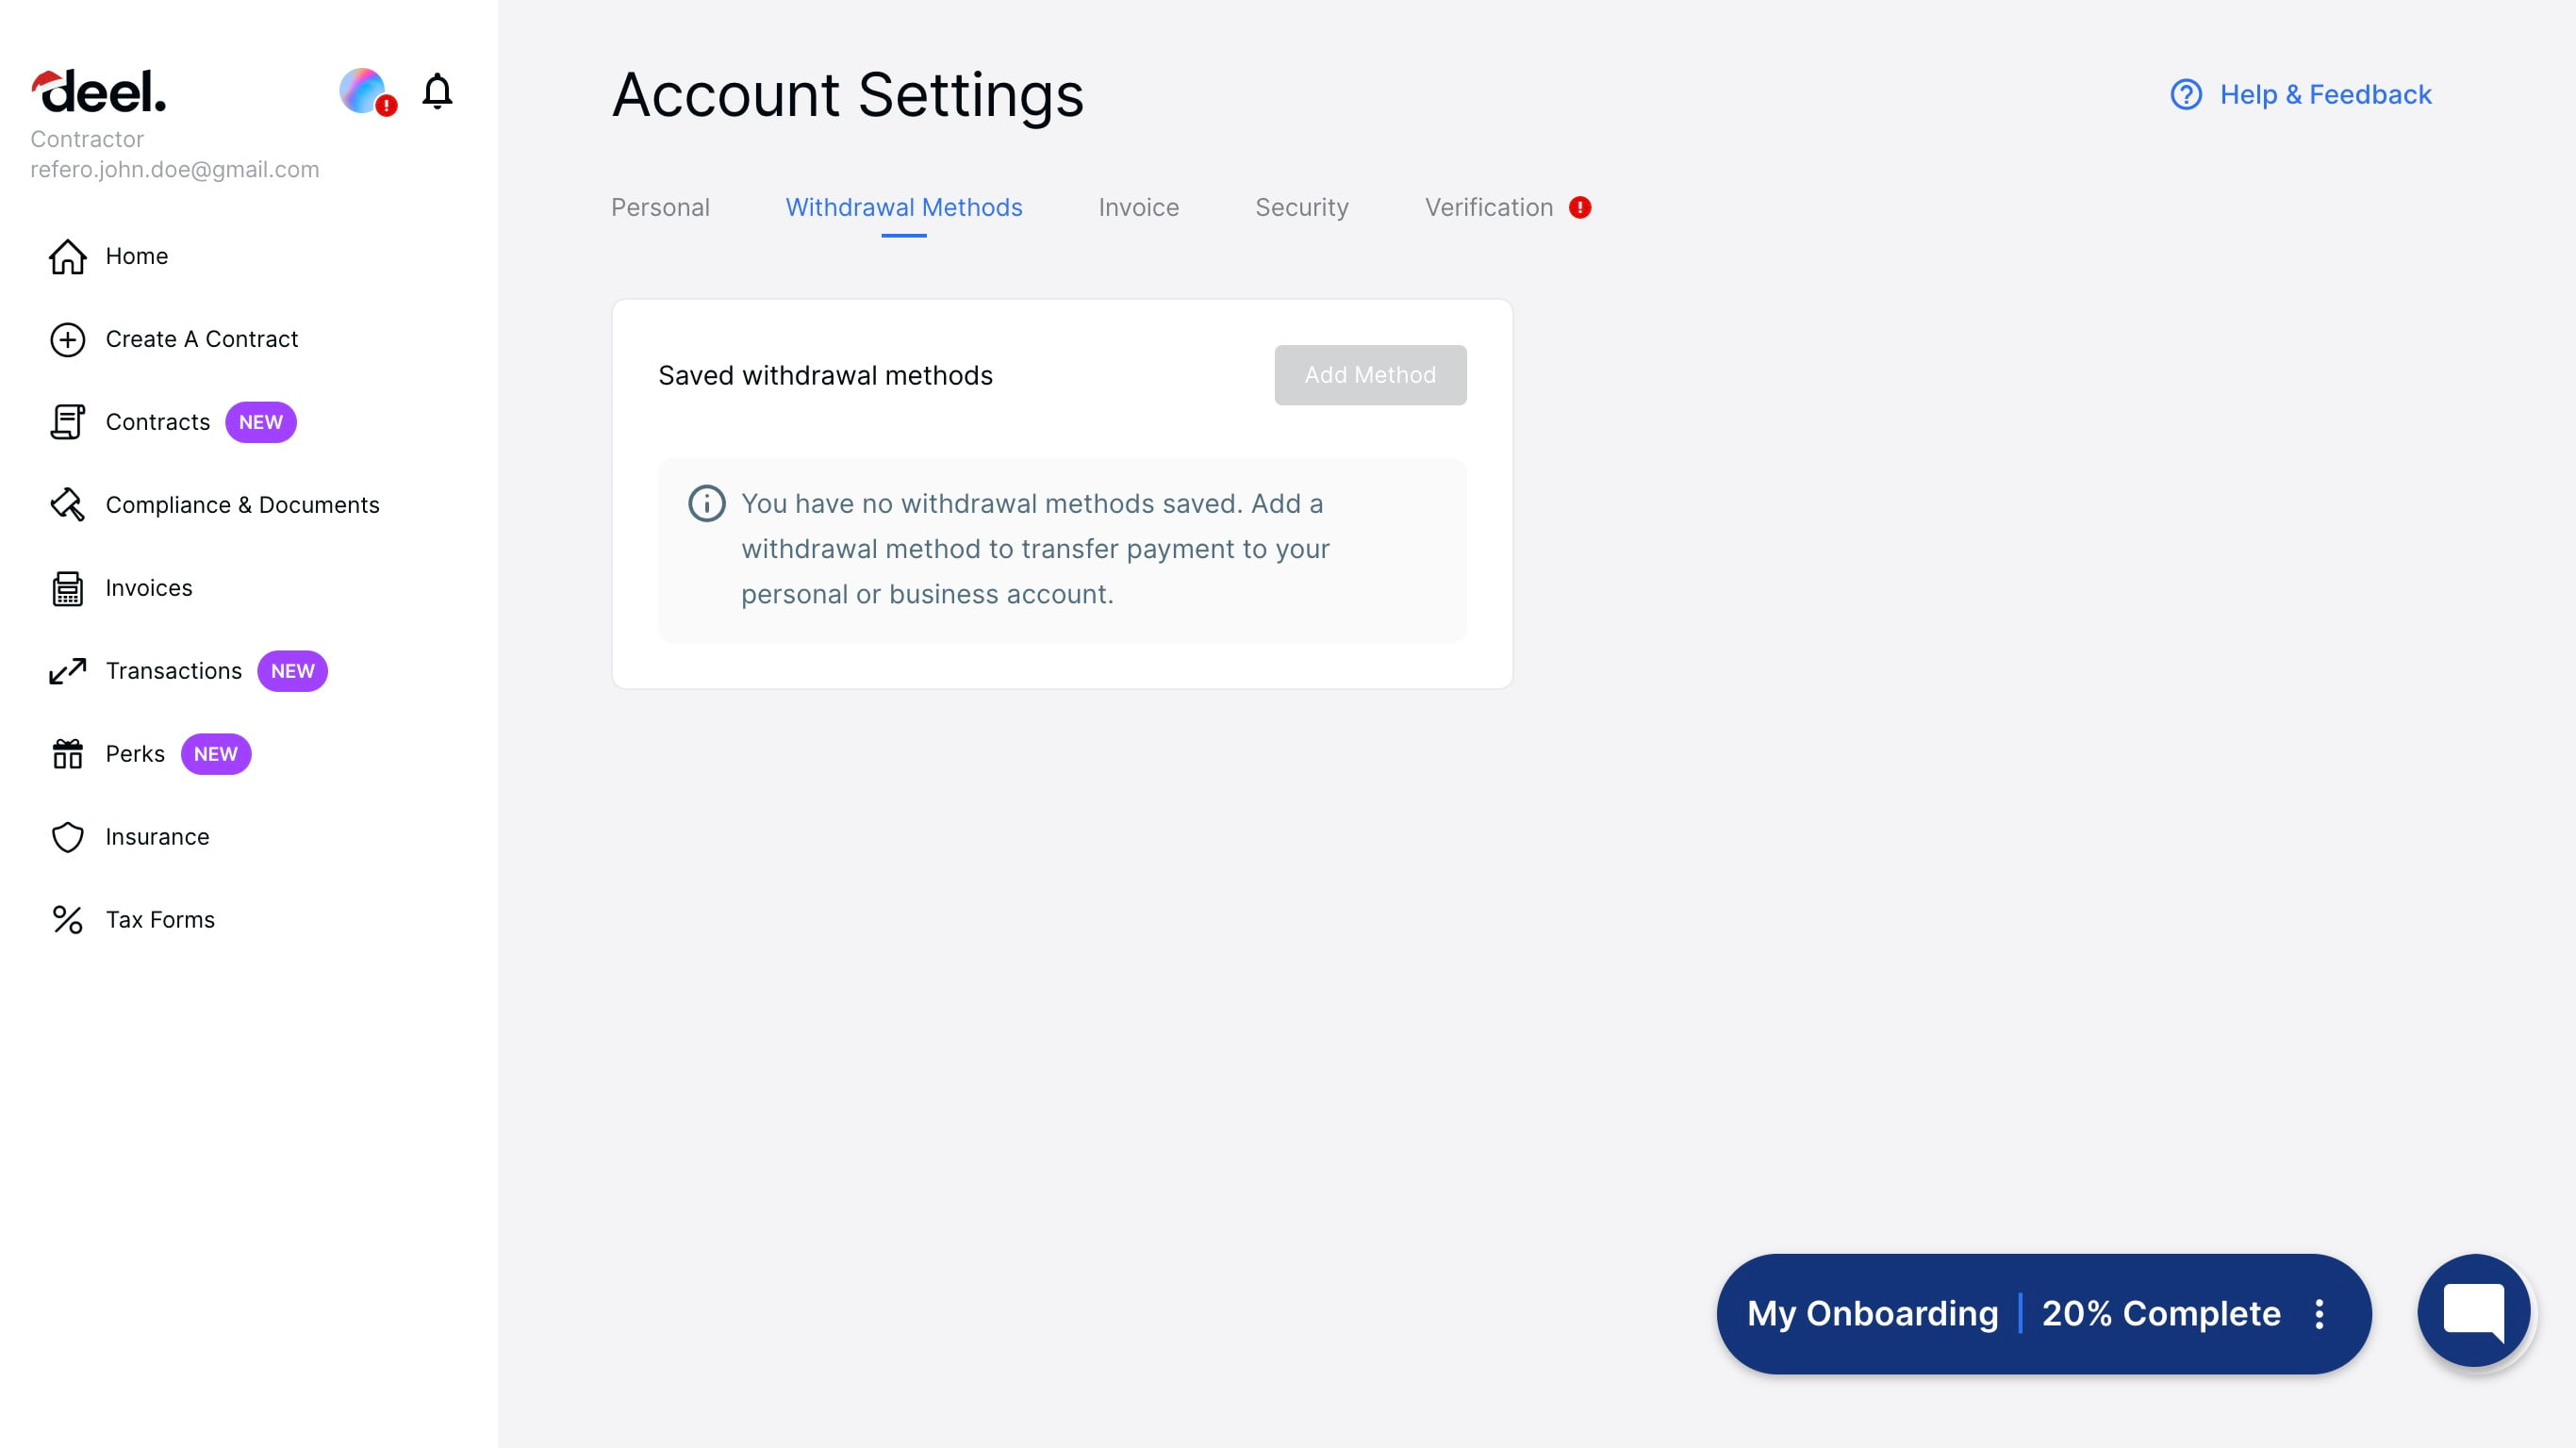 deel.
Contractor
refero.john.doe@gmail.com
Home
Create A Contract
Contracts NEW
Compliance & Documents
Invoices
Transactions NEW
Perks NEW
Insurance
Tax Forms
Account Settings
Help & Feedback
Personal Withdrawal Methods Invoice Security Verification
Saved withdrawal methods Add Method
You have no withdrawal methods saved. Add a
withdrawal method to transfer payment to your
personal or business account.
My Onboarding 20% Complete